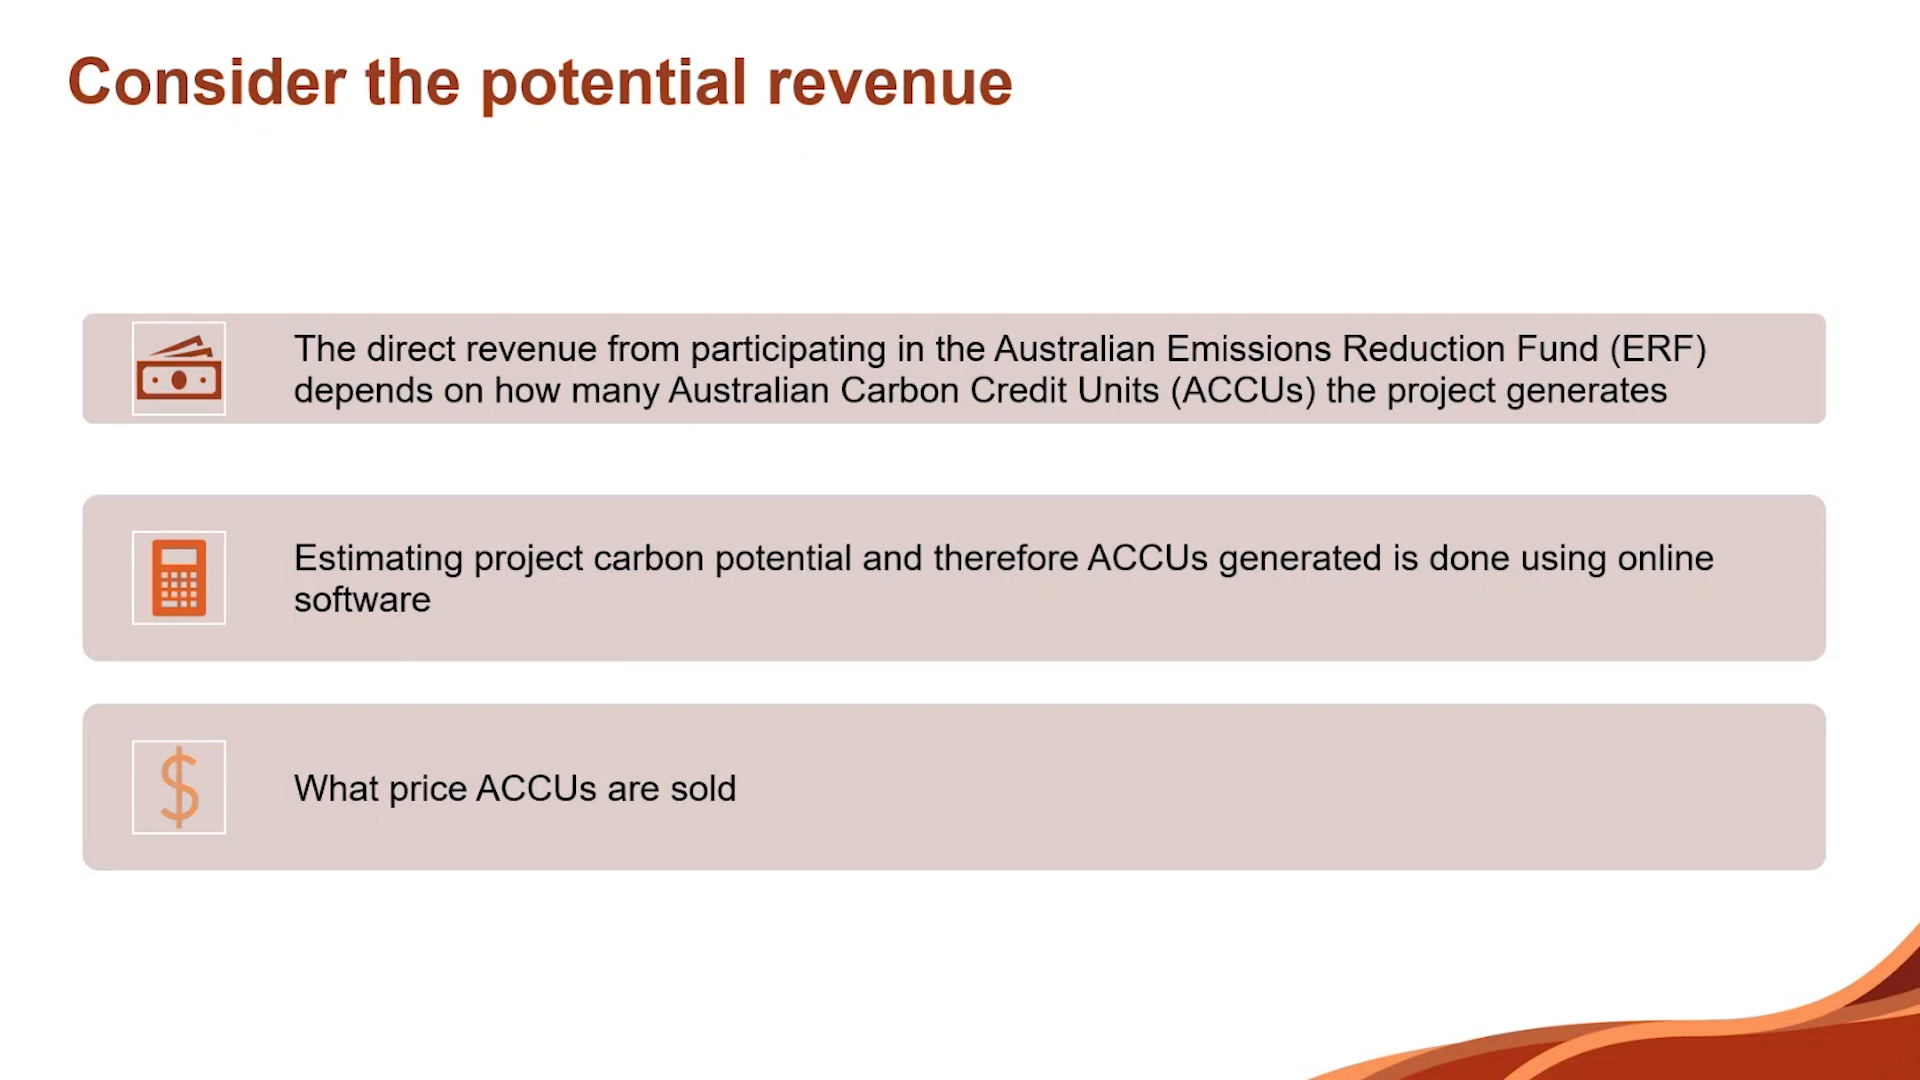 Consider the potential revenue
The direct revenue from participating in the Australian Emissions Reduction Fund (ERF)
depends on how many Australian Carbon Credit Units (ACCUs) the project generates
Estimating project carbon potential and therefore ACCUs generated is done using online
software
What price ACCUs are sold